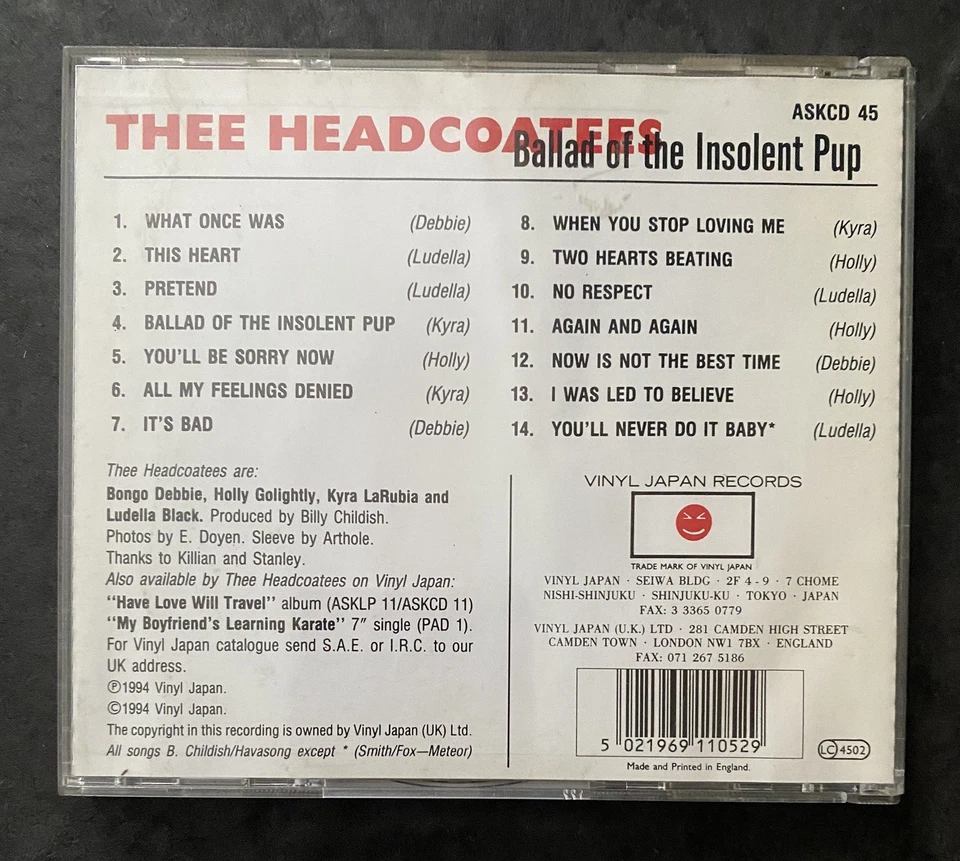 ASKCD 45
THEE HEADCOATEES
Ballad of the Insolent Pup
1. WHAT ONCE WAS (Debbie)
2. THIS HEART (Ludella)
3. PRETEND (Ludella)
4. BALLAD OF THE INSOLENT PUP (Kyra)
5. YOU'LL BE SORRY NOW (Holly)
6. ALL MY FEELINGS DENIED (Kyra)
7. IT'S BAD (Debbie)
8. WHEN YOU STOP LOVING ME (Kyra)
9. TWO HEARTS BEATING (Holly)
10. NO RESPECT (Ludella)
11. AGAIN AND AGAIN (Holly)
12. NOW IS NOT THE BEST TIME (Debbie)
13. I WAS LED TO BELIEVE (Holly)
14. YOU'LL NEVER DO IT BABY* (Ludella)
Thee Headcoatees are:
Bongo Debbie, Holly Golightly, Kyra LaRubia and
Ludella Black. Produced by Billy Childish.
Photos by E. Doyen. Sleeve by Arthole.
Thanks to Killian and Stanley.
Also available by Thee Headcoatees on Vinyl Japan:
"Have Love Will Travel" album (ASKLP 11/ASKCD 11)
"My Boyfriend's Learning Karate" 7" single (PAD 1).
For Vinyl Japan catalogue send S.A.E. or I.R.C. to our
UK address.
℗1994 Vinyl Japan.
©1994 Vinyl Japan.
The copyright in this recording is owned by Vinyl Japan (UK) Ltd.
All songs B. Childish/Havasong except * (Smith/Fox—Meteor)
VINYL JAPAN RECORDS
TRADE MARK OF VINYL JAPAN
VINYL JAPAN · SEIWA BLDG · 2F 4-9 · 7 CHOME
NISHI-SHINJUKU · SHINJUKU-KU · TOKYO · JAPAN
FAX: 3 3365 0779
VINYL JAPAN (U.K.) LTD · 281 CAMDEN HIGH STREET
CAMDEN TOWN · LONDON NW1 7BX · ENGLAND
FAX: 071 267 5186
5 021969 110529
LC 4502
Made and Printed in England.